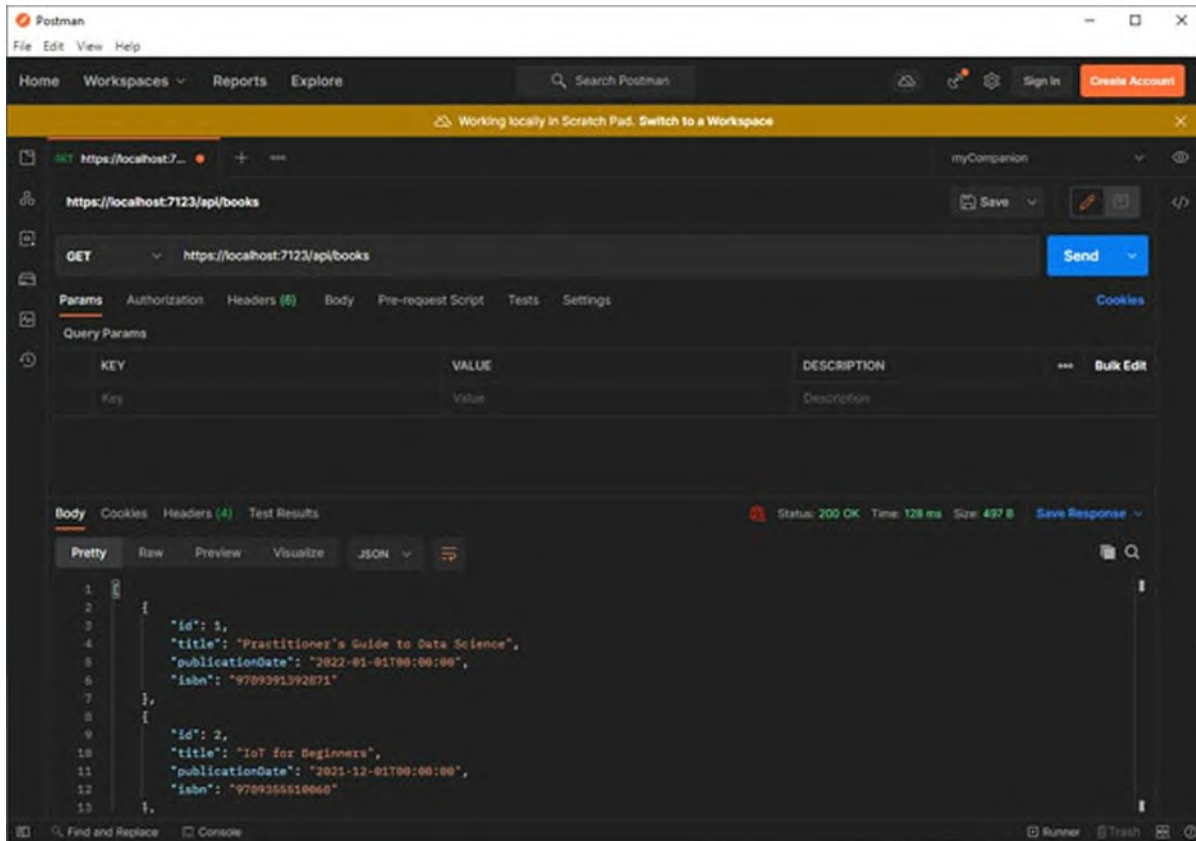 Postman
File Edit View Help
Home Workspaces Reports Explore Search Postman Sign In Create Account
Working locally in Scratch Pad. Switch to a Workspace
GET https://localhost:7... myCompanion
https://localhost:7123/api/books Save
GET https://localhost:7123/api/books Send
Params Authorization Headers (6) Body Pre-request Script Tests Settings Cookies
Query Params
KEY VALUE DESCRIPTION Bulk Edit
Key Value Description
Body Cookies Headers (4) Test Results Status: 200 OK Time: 128 ms Size: 497 B Save Response
Pretty Raw Preview Visualize JSON
1 [
2 {
3 "id": 1,
4 "title": "Practitioner's Guide to Data Science",
5 "publicationDate": "2022-01-01T00:00:00",
6 "isbn": "9789391392871"
7 },
8 {
9 "id": 2,
10 "title": "IoT for Beginners",
11 "publicationDate": "2021-12-01T00:00:00",
12 "isbn": "9789355510068"
13 },
Find and Replace Console Runner Trash